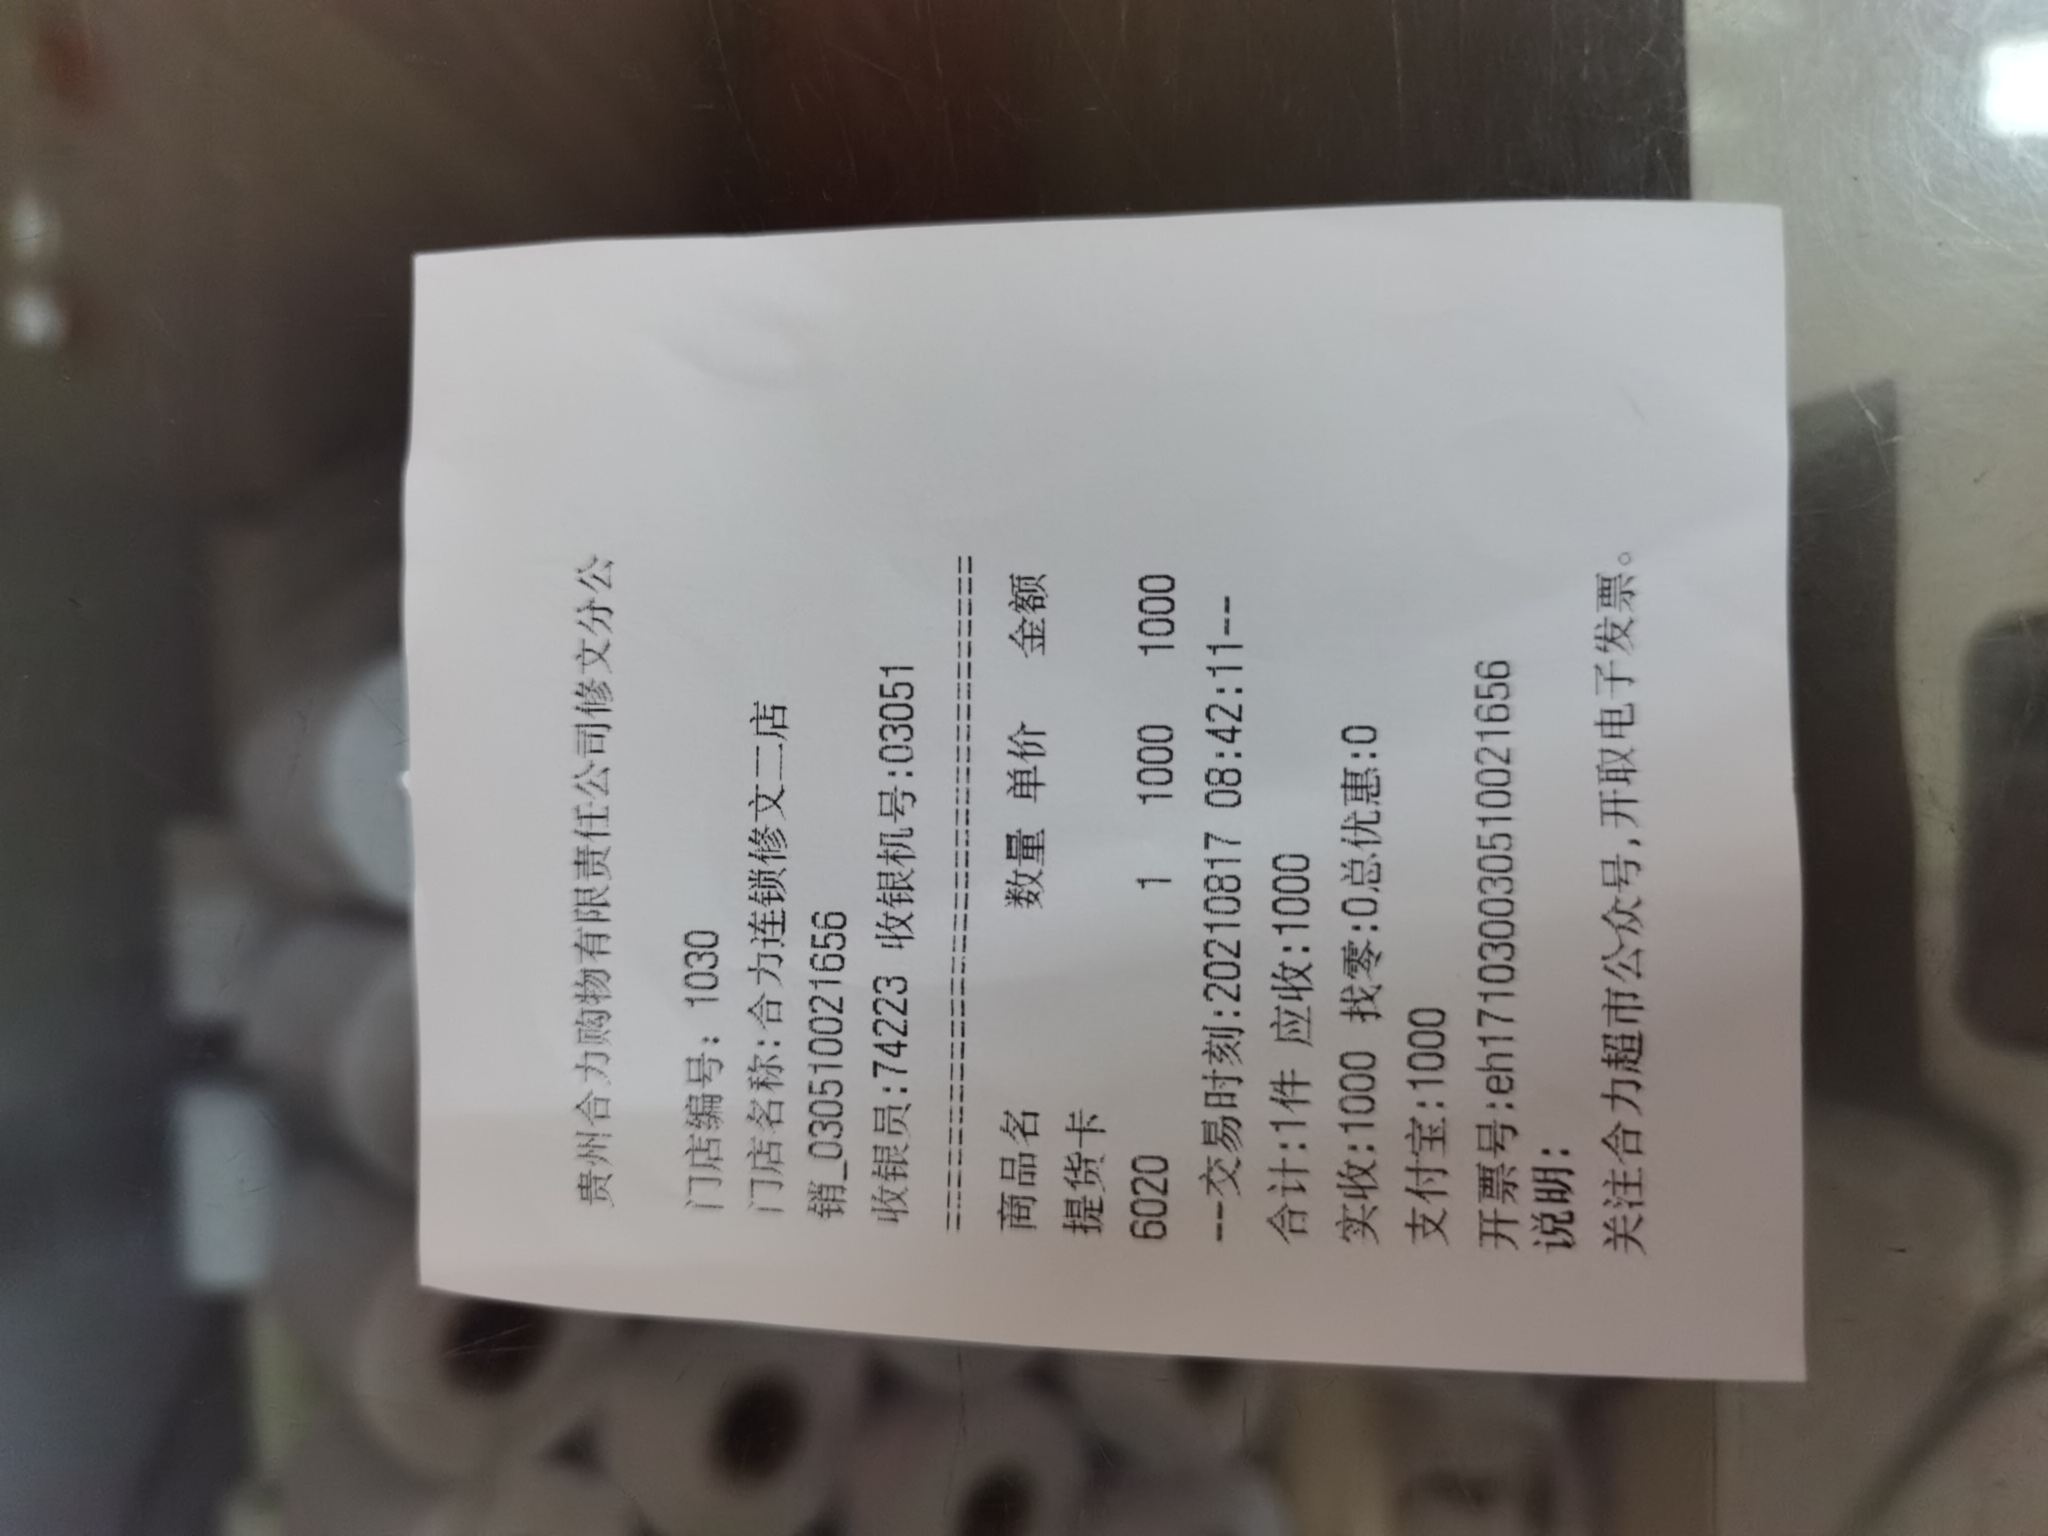 贵州合力购物有限责任公司修文分公
门店编号: 1030
门店名称:合力连锁修文二店
销_030510021656
收银员:74223 收银机号:03051
================================
商品名 数量 单价 金额
提货卡
6020 1 1000 1000
--交易时刻:20210817 08:42:11--
合计:1件 应收:1000
实收:1000 找零:0总优惠:0
支付宝:1000
开票号:eh171030030510021656
说明:
关注合力超市公众号,开取电子发票。